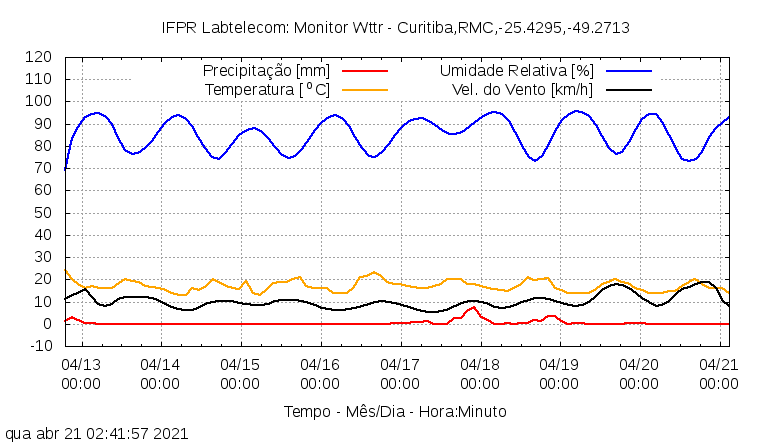 IFPR Labtelecom: Monitor Wttr - Curitiba,RMC,-25.4295,-49.2713
Precipitação [mm]
Temperatura [ºC]
Umidade Relativa [%]
Vel. do Vento [km/h]
120
110
100
90
80
70
60
50
40
30
20
10
0
-10
04/13 04/14 04/15 04/16 04/17 04/18 04/19 04/20 04/21
00:00 00:00 00:00 00:00 00:00 00:00 00:00 00:00 00:00
Tempo - Mês/Dia - Hora:Minuto
qua abr 21 02:41:57 2021